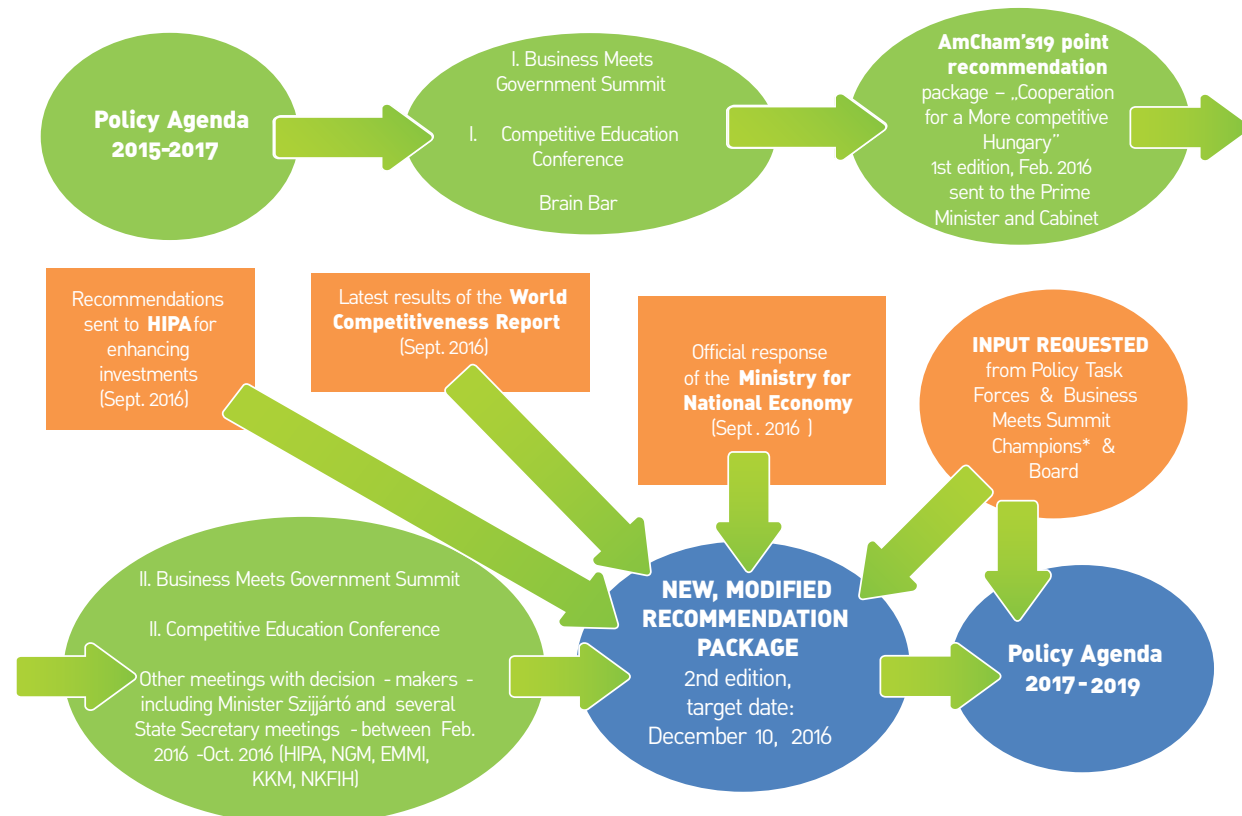 Policy Agenda
2015-2017
I. Business Meets
Government Summit
I. Competitive Education
Conference
Brain Bar
AmCham's19 point
recommendation
package – „Cooperation
for a More competitive
Hungary”
1st edition, Feb. 2016
sent to the Prime
Minister and Cabinet
Recommendations
sent to HIPA for
enhancing
investments
(Sept. 2016)
Latest results of the World
Competitiveness Report
(Sept. 2016)
Official response
of the Ministry for
National Economy
(Sept. 2016 )
INPUT REQUESTED
from Policy Task
Forces & Business
Meets Summit
Champions* &
Board
II. Business Meets Government Summit
II. Competitive Education Conference
Other meetings with decision - makers -
including Minister Szijjártó and several
State Secretary meetings - between Feb.
2016 -Oct. 2016 (HIPA, NGM, EMMI,
KKM, NKFIH)
NEW, MODIFIED
RECOMMENDATION
PACKAGE
2nd edition,
target date:
December 10, 2016
Policy Agenda
2017-2019